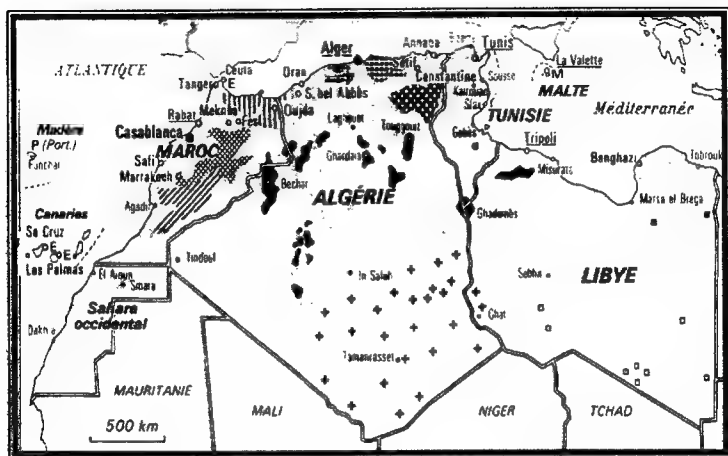 ATLANTIQUE
Ceuta
Tanger E
Oran
Alger
Annaba
Tunis
La Valette
M
MALTE
Sétif
Constantine
Sousse
Kairouan
Sfax
TUNISIE
Méditerranée
S. bel Abbès
Rabat
Meknès
Fes
Oujda
Casablanca
MAROC
Laghouat
Touggourt
Gabès
Tripoli
Madère
P (Port.)
Funchal
Safi
Marrakech
Ghardaïa
Misurata
Benghazi
Tobrouk
Bechar
ALGÉRIE
Marsa el Brega
Agadir
Canaries
Sa Cruz
E
E
Las Palmas
Ghadamès
Tindouf
El Aïoun
Smara
In Salah
Sebha
LIBYE
Sahara
occidental
Ghat
Dakhla
Tamanrasset
MAURITANIE
MALI
NIGER
TCHAD
500 km